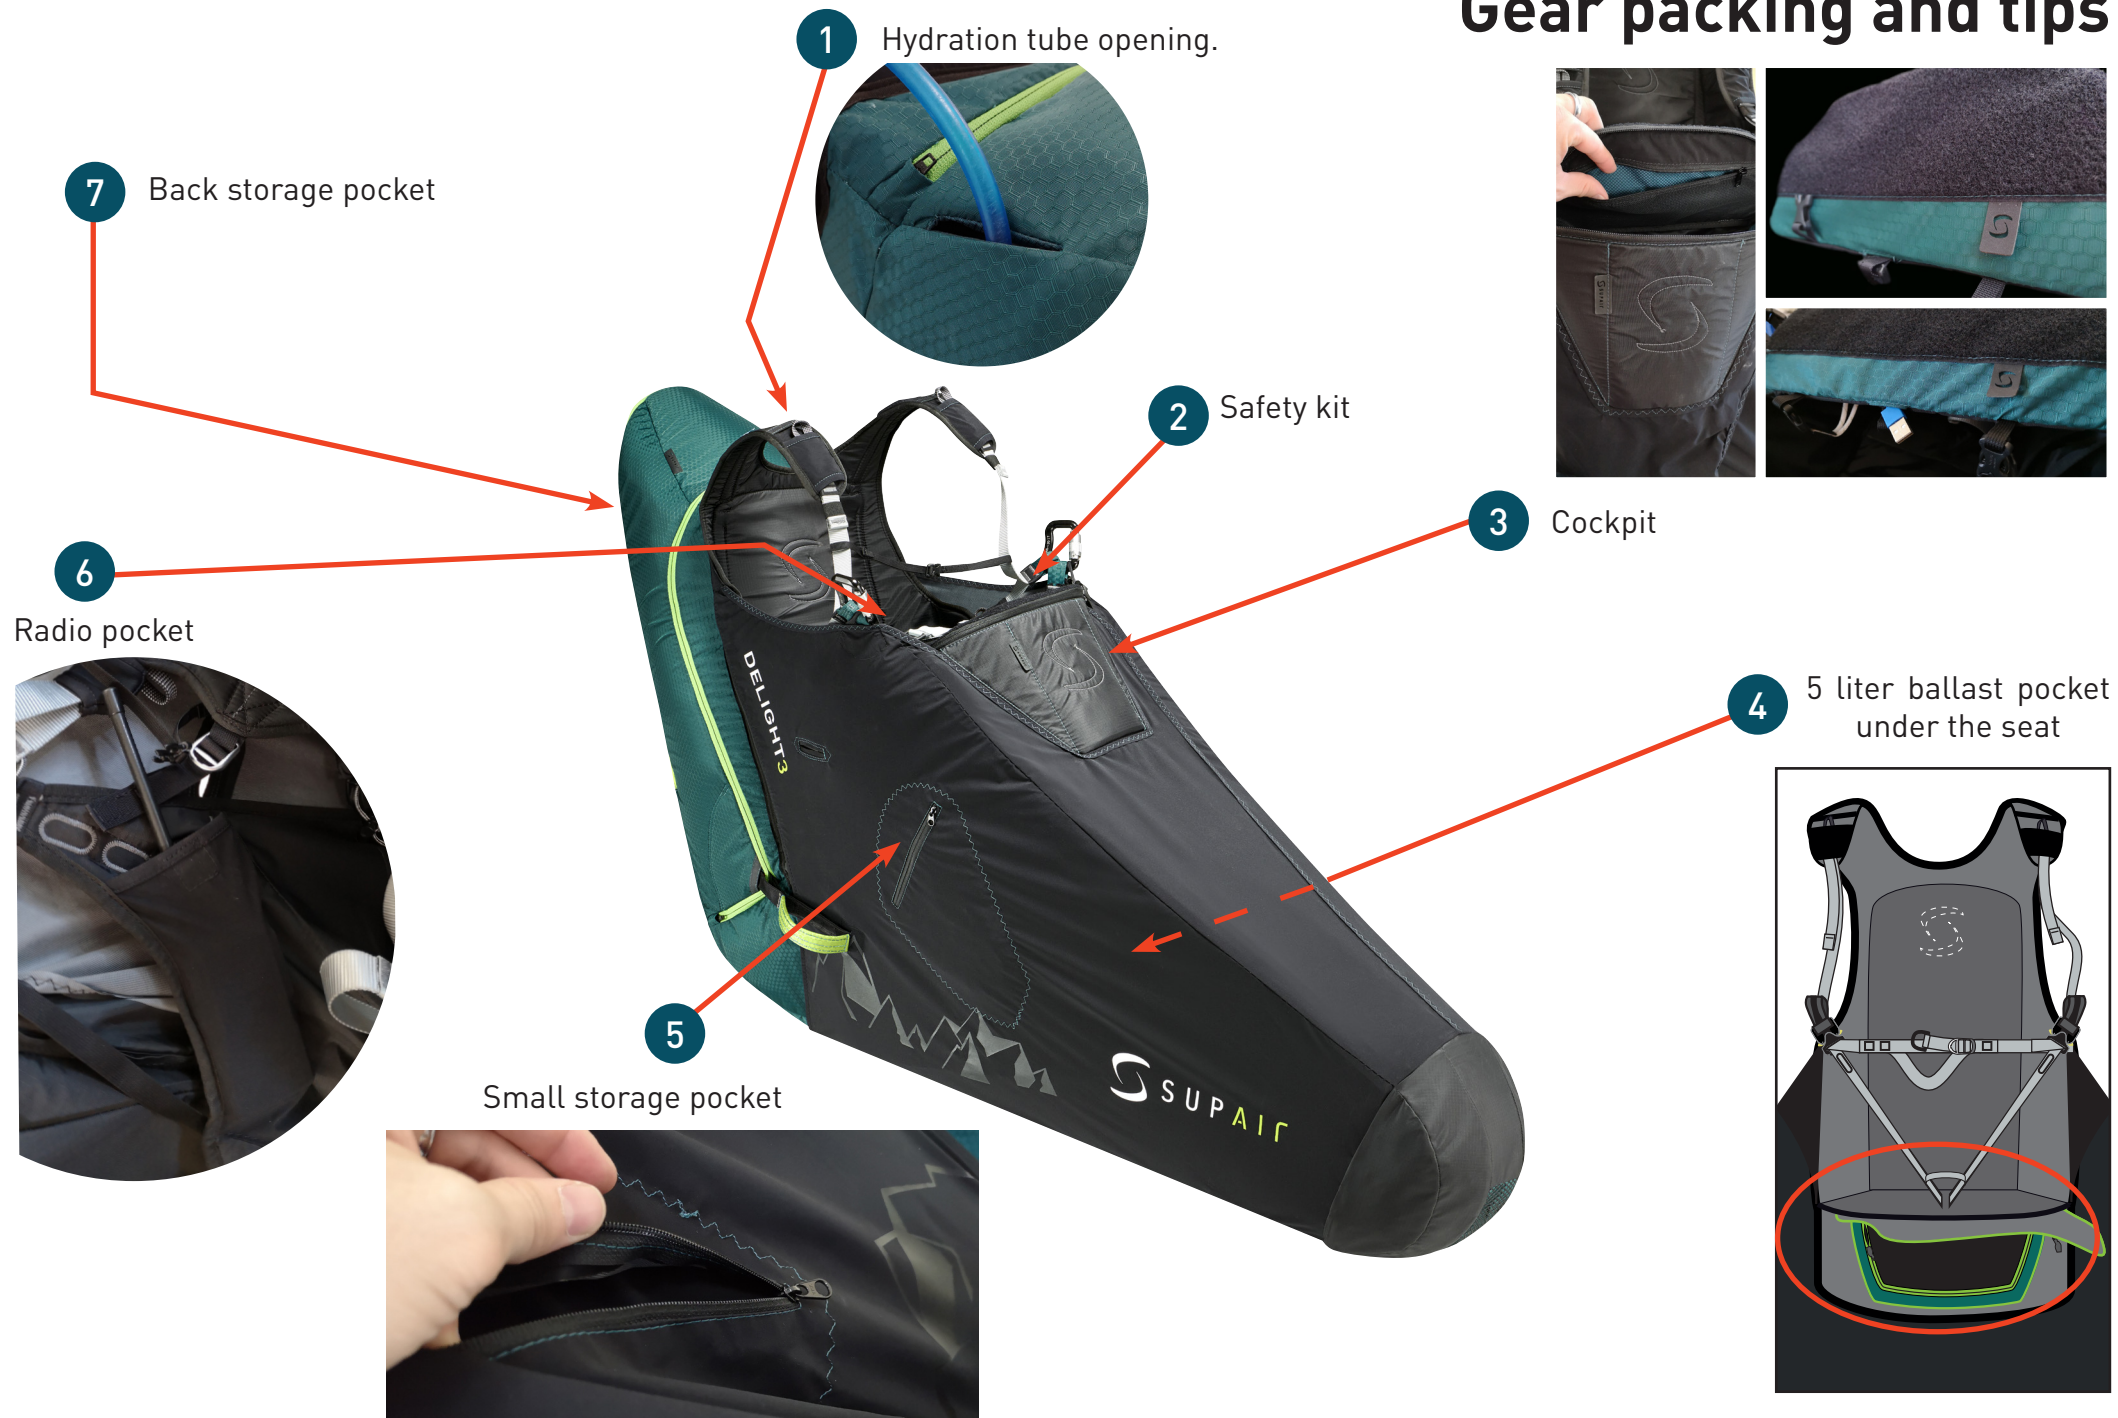 Gear packing and tips
1
Hydration tube opening.
7
Back storage pocket
2
Safety kit
3
Cockpit
6
Radio pocket
4
5 liter ballast pocket
under the seat
DELIGHT3
5
Small storage pocket
SUPAIR